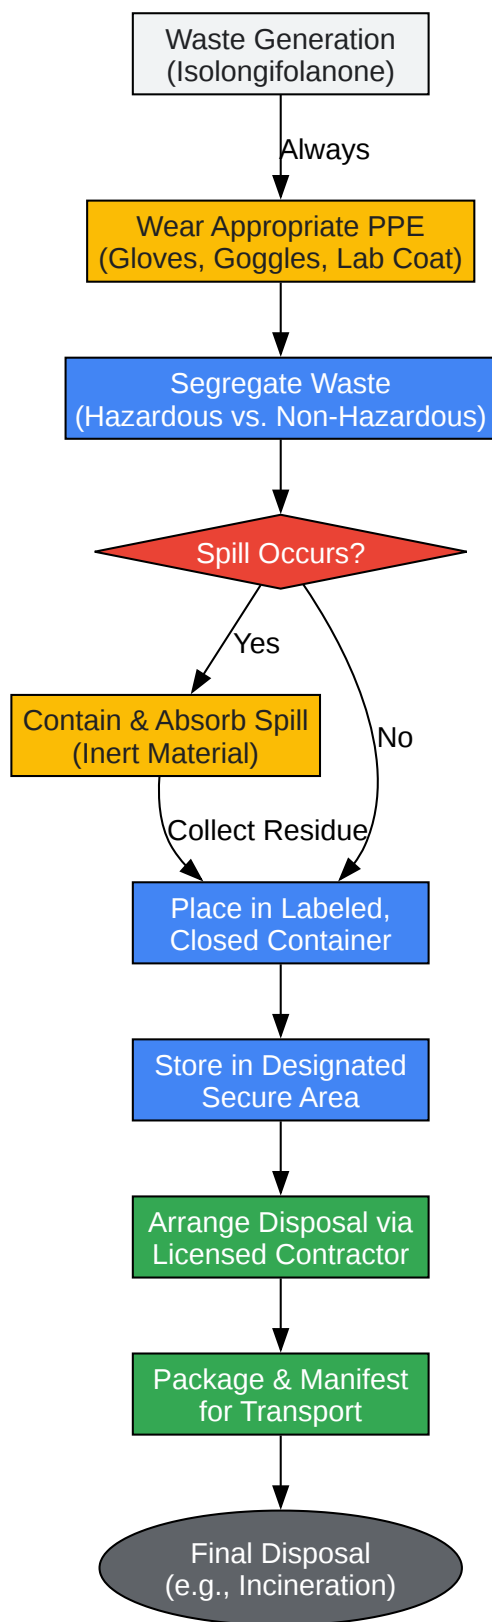 Waste Generation
(Isolongifolanone)
Always
Wear Appropriate PPE
(Gloves, Goggles, Lab Coat)
Segregate Waste
(Hazardous vs. Non-Hazardous)
Spill Occurs?
Yes
Contain & Absorb Spill
(Inert Material)
No
Collect Residue
Place in Labeled,
Closed Container
Store in Designated
Secure Area
Arrange Disposal via
Licensed Contractor
Package & Manifest
for Transport
Final Disposal
(e.g., Incineration)